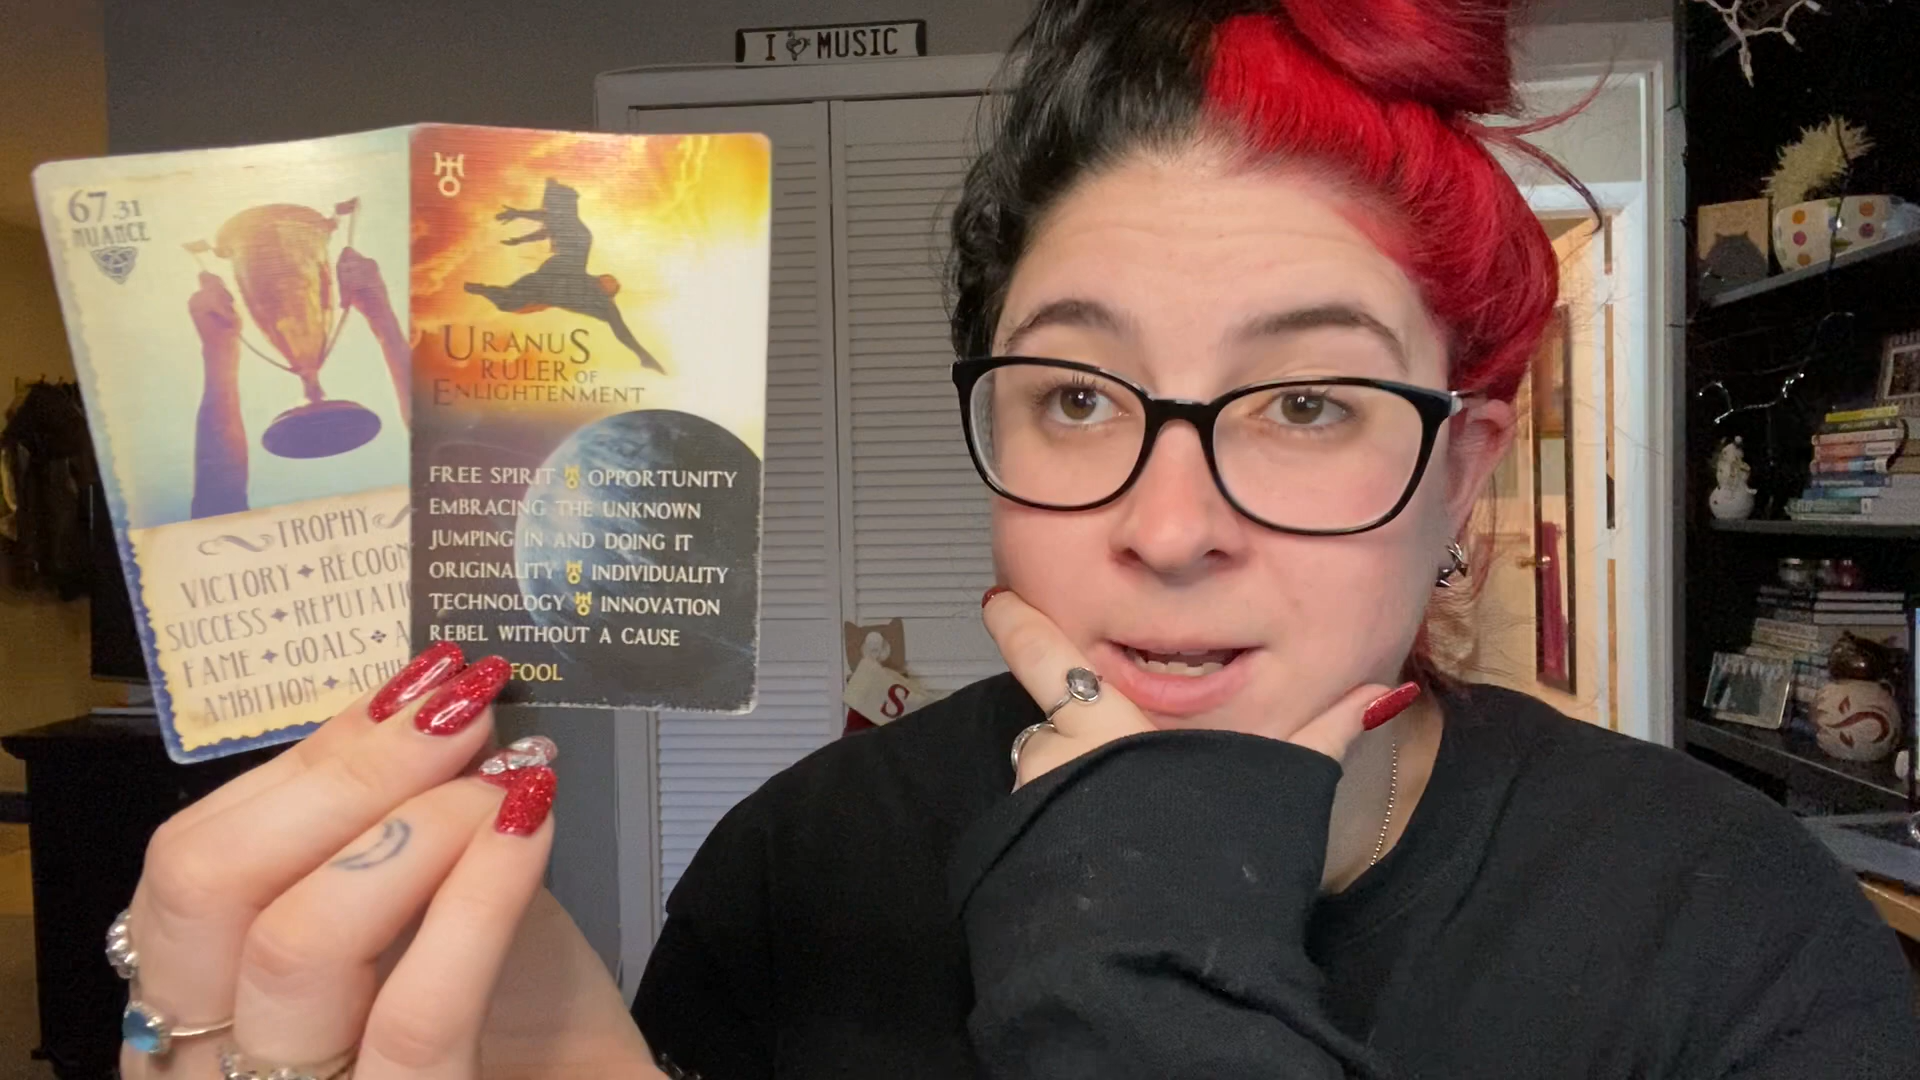 I MUSIC
67.31
NUANCE
TROPHY
VICTORY ✦ RECOGN
SUCCESS ✦ REPUTATI
FAME ✦ GOALS ✦ A
AMBITION ✦ ACHI
♅
URANUS
RULER OF
ENLIGHTENMENT
FREE SPIRIT ♅ OPPORTUNITY
EMBRACING THE UNKNOWN
JUMPING IN AND DOING IT
ORIGINALITY ♅ INDIVIDUALITY
TECHNOLOGY ♅ INNOVATION
REBEL WITHOUT A CAUSE
FOOL
S